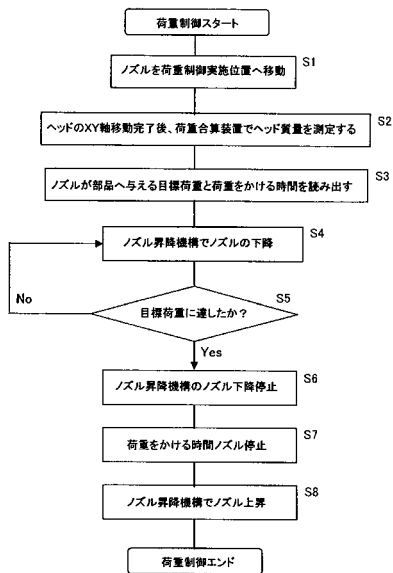 荷重制御スタート
ノズルを荷重制御実施位置へ移動
S1
ヘッドのXY軸移動完了後、荷重合算装置でヘッド質量を測定する
S2
ノズルが部品へ与える目標荷重と荷重をかける時間を読み出す
S3
ノズル昇降機構でノズルの下降
S4
目標荷重に達したか？
S5
No
Yes
ノズル昇降機構のノズル下降停止
S6
荷重をかける時間ノズル停止
S7
ノズル昇降機構でノズル上昇
S8
荷重制御エンド